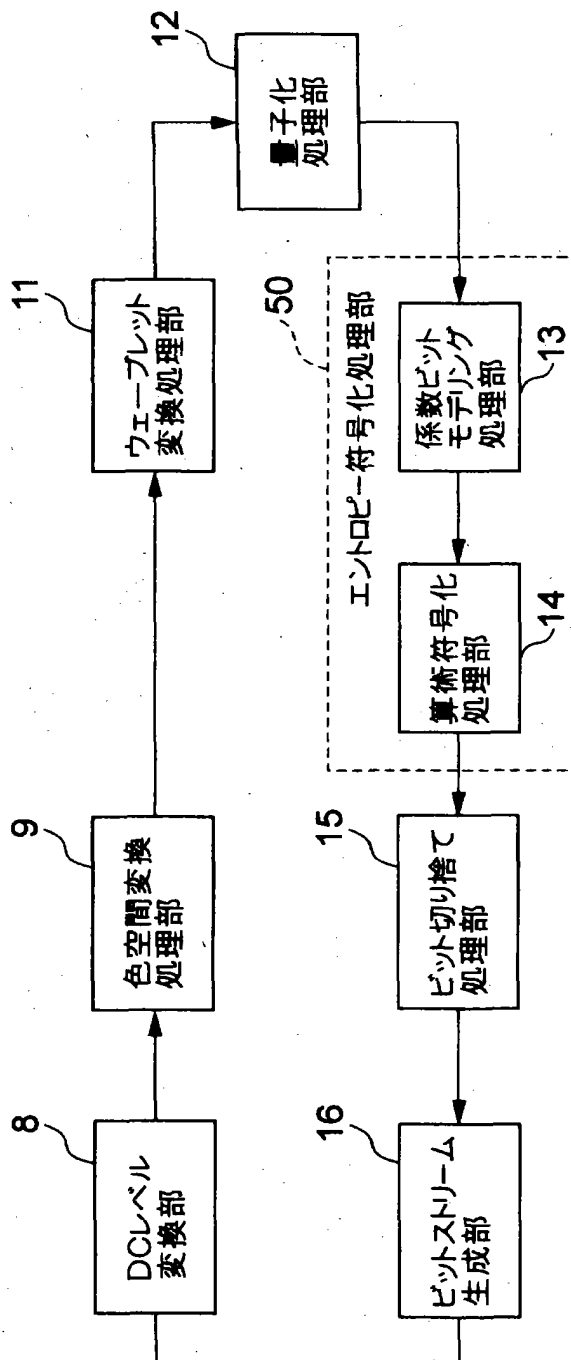 8
DCレベル
変換部
9
色空間変換
処理部
11
ウェーブレット
変換処理部
12
量子化
処理部
50
エントロピー符号化処理部
係数ビット
モデリング
処理部
13
算術符号化
処理部
14
15
ビット切り捨て
処理部
16
ビットストリーム
生成部